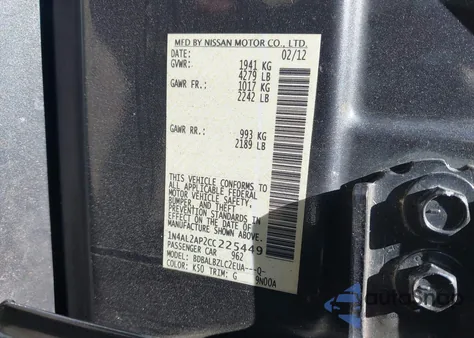 MFD BY NISSAN MOTOR CO., LTD.
DATE: 02/12
GVWR: 1941 KG
4279 LB
GAWR FR.: 1017 KG
2242 LB
GAWR RR.: 993 KG
2189 LB
THIS VEHICLE CONFORMS TO
ALL APPLICABLE FEDERAL
MOTOR VEHICLE SAFETY,
BUMPER, AND THEFT
PREVENTION STANDARDS
IN EFFECT ON THE DATE OF
MANUFACTURE SHOWN ABOVE.
1N4AL2AP2CC225449
PASSENGER CAR 962
MODEL: BDBALBZLC2EUA---Q-
COLOR: K50 TRIM: G 9N00A
AutoSnap